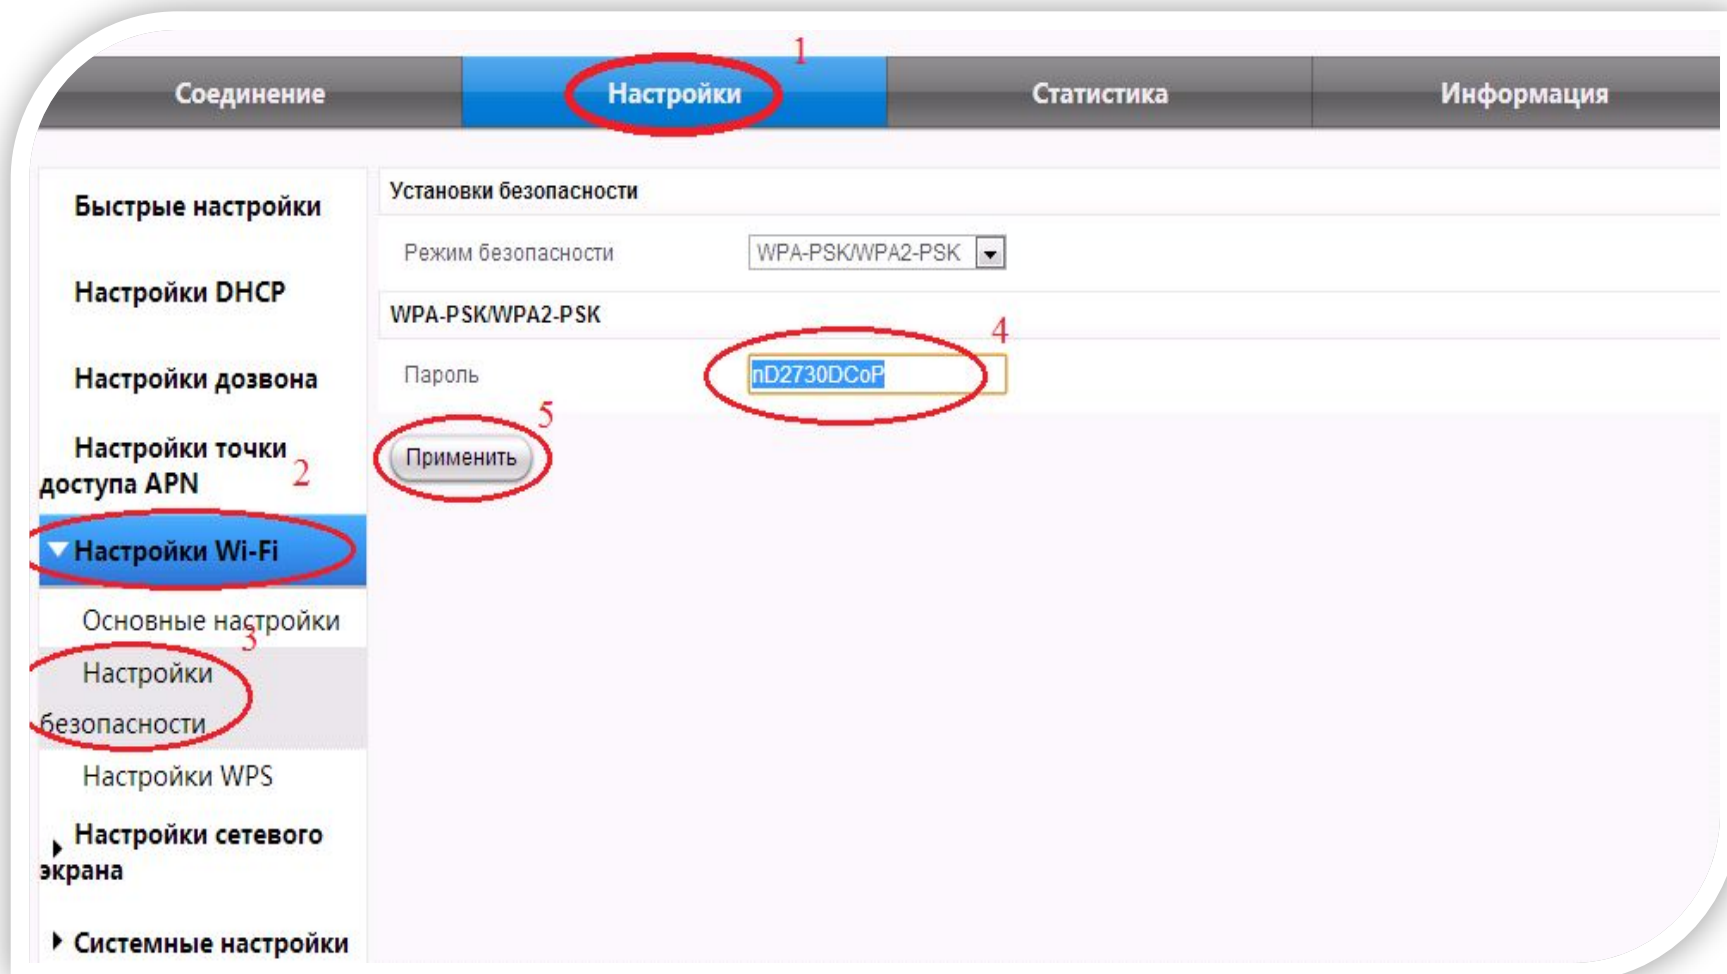 1
Соединение
Настройки
Статистика
Информация
Быстрые настройки
Настройки DHCP
Настройки дозвона
Настройки точки
доступа APN
2
Настройки Wi-Fi
Основные настройки
3
Настройки
безопасности
Настройки WPS
Настройки сетевого
экрана
Системные настройки
Установки безопасности
Режим безопасности
WPA-PSK/WPA2-PSK
WPA-PSK/WPA2-PSK
4
Пароль
nD2730DCoP
5
Применить